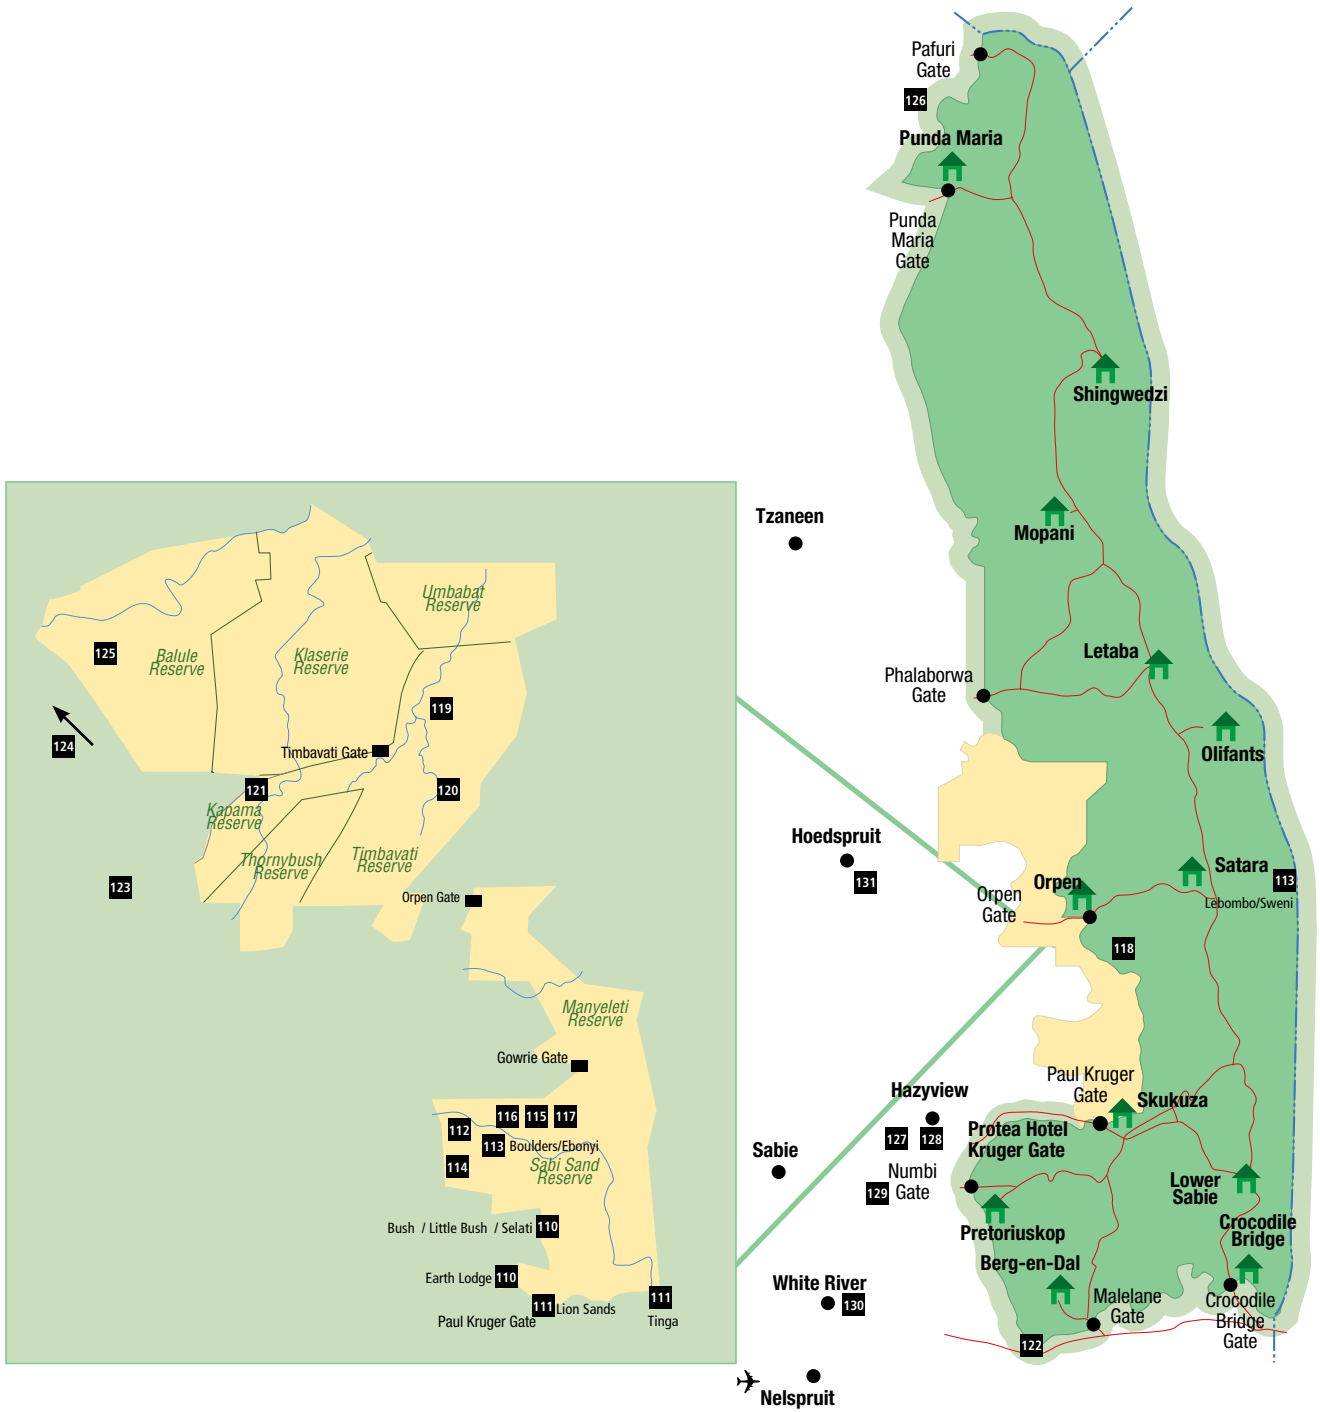 Pafuri
Gate
126
Punda Maria
Punda
Maria
Gate
Shingwedzi
Tzaneen
Mopani
Letaba
Phalaborwa
Gate
Olifants
Hoedspruit
131
Orpen
Orpen
Gate
Satara
113
Lebombo/Sweni
118
Paul Kruger
Gate
Skukuza
Hazyview
127
128
Protea Hotel
Kruger Gate
Sabie
129
Numbi
Gate
Lower
Sabie
Pretoriuskop
Crocodile
Bridge
Berg-en-Dal
White River
130
Malelane
Gate
Crocodile
Bridge
Gate
122
Nelspruit
Umbabat
Reserve
125
Balule
Reserve
Klaserie
Reserve
119
124
Timbavati Gate
121
120
Kapama
Reserve
Thornybush
Reserve
Timbavati
Reserve
123
Orpen Gate
Manyeleti
Reserve
Gowrie Gate
116
115
117
112
113
Boulders/Ebonyi
114
Sabi Sand
Reserve
Bush / Little Bush / Selati
110
Earth Lodge
110
111
Lion Sands
Paul Kruger Gate
111
Tinga